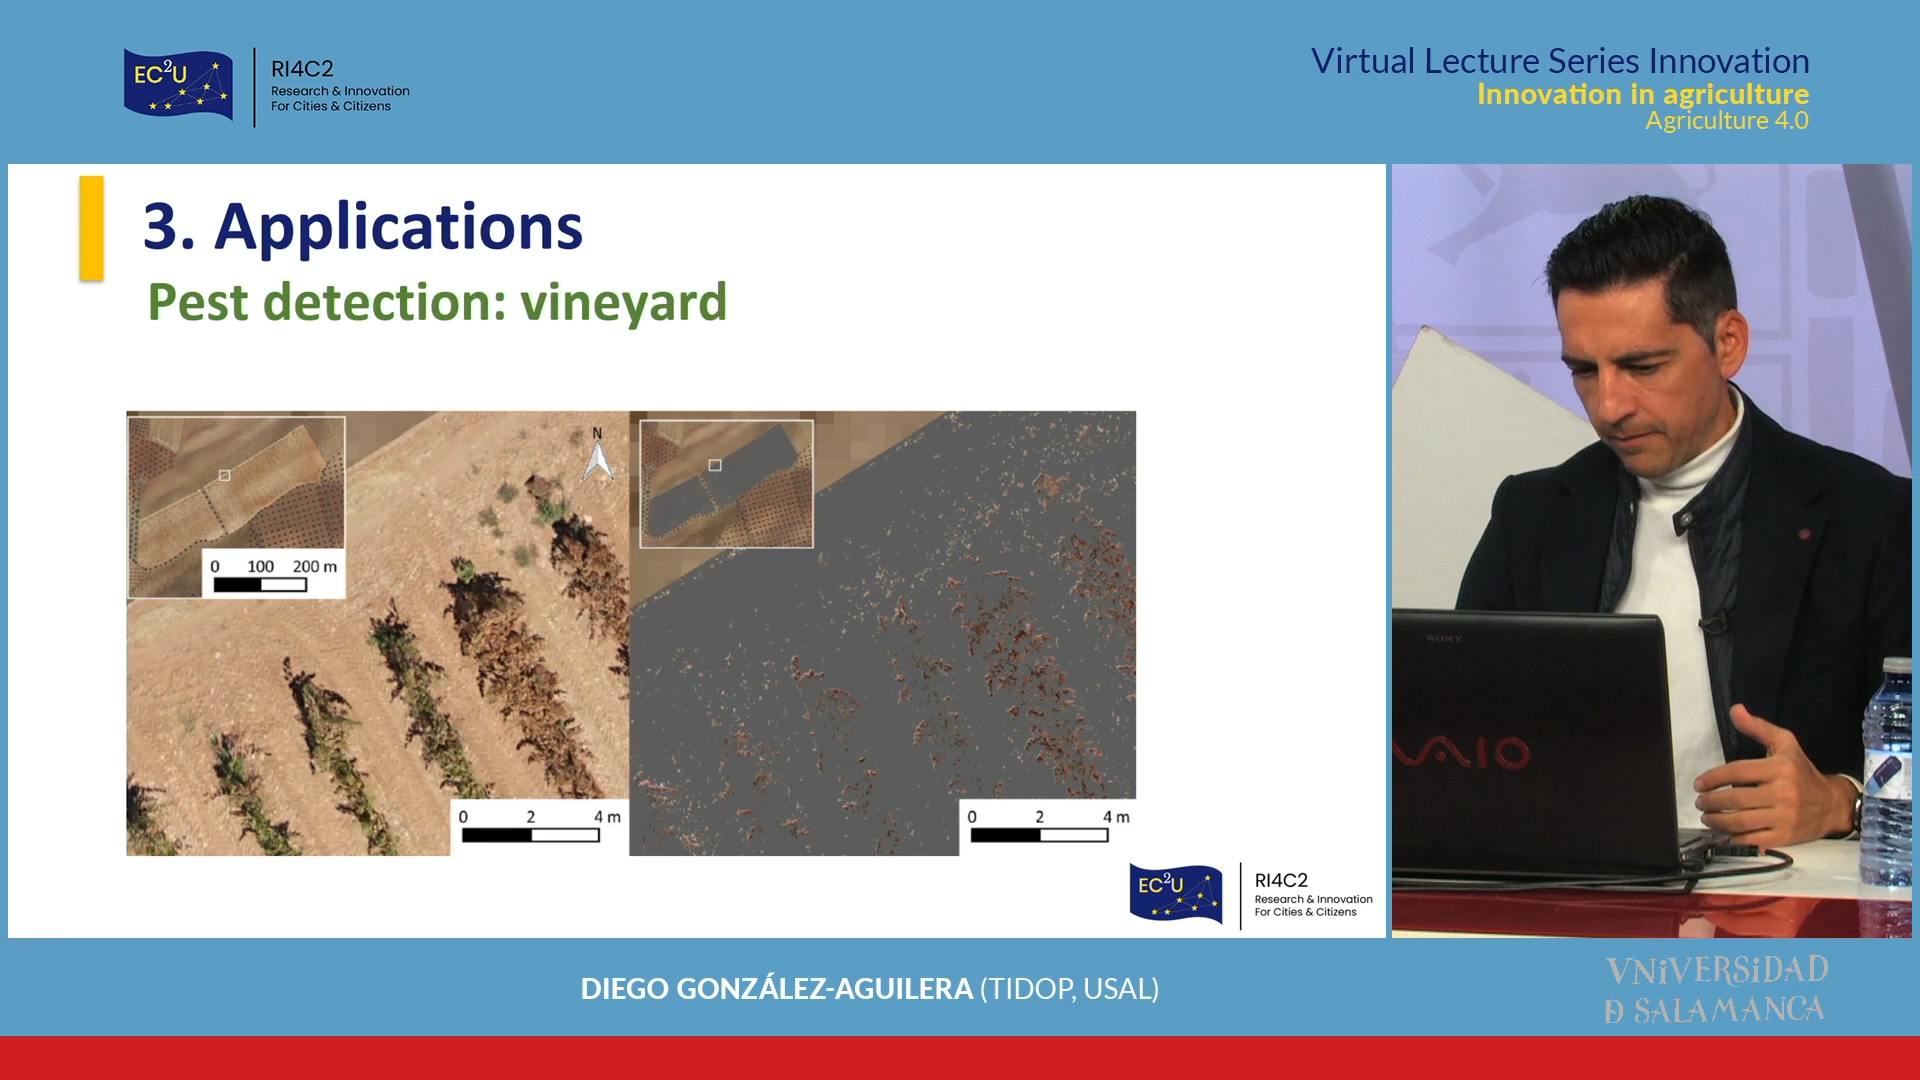 EC2U
RI4C2
Research & Innovation
For Cities & Citizens
Virtual Lecture Series Innovation
Innovation in agriculture
Agriculture 4.0
3. Applications
Pest detection: vineyard
N
0 100 200 m
0 2 4 m
0 2 4 m
EC2U
RI4C2
Research & Innovation
For Cities & Citizens
SONY
VAIO
DIEGO GONZÁLEZ-AGUILERA (TIDOP, USAL)
VNiVERSiDAD
Ð SALAMANCA